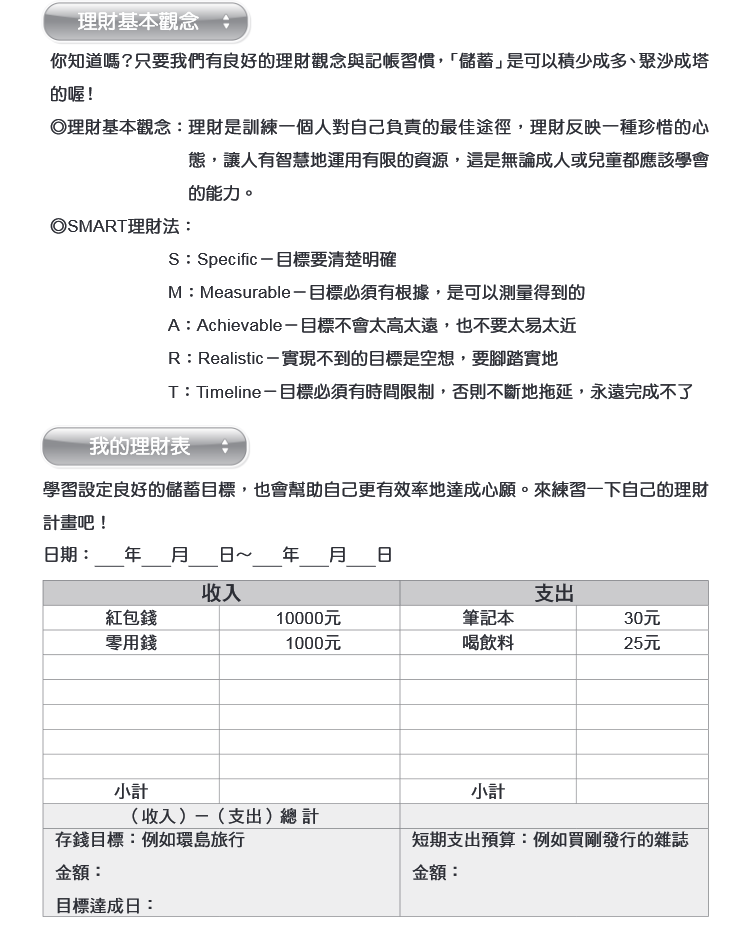 理財基本觀念
你知道嗎？只要我們有良好的理財觀念與記帳習慣，「儲蓄」是可以積少成多、聚沙成塔
的喔！
◎理財基本觀念：理財是訓練一個人對自己負責的最佳途徑，理財反映一種珍惜的心
態，讓人有智慧地運用有限的資源，這是無論成人或兒童都應該學會
的能力。
◎SMART理財法：
S：Specific－目標要清楚明確
M：Measurable－目標必須有根據，是可以測量得到的
A：Achievable－目標不會太高太遠，也不要太易太近
R：Realistic－實現不到的目標是空想，要腳踏實地
T：Timeline－目標必須有時間限制，否則不斷地拖延，永遠完成不了
我的理財表
學習設定良好的儲蓄目標，也會幫助自己更有效率地達成心願。來練習一下自己的理財
計畫吧！
日期：___年___月___日～___年___月___日
收入 支出
紅包錢 10000元 筆記本 30元
零用錢 1000元 喝飲料 25元
小計 小計
（收入）－（支出）總 計
存錢目標：例如環島旅行 短期支出預算：例如買剛發行的雜誌
金額： 金額：
目標達成日：